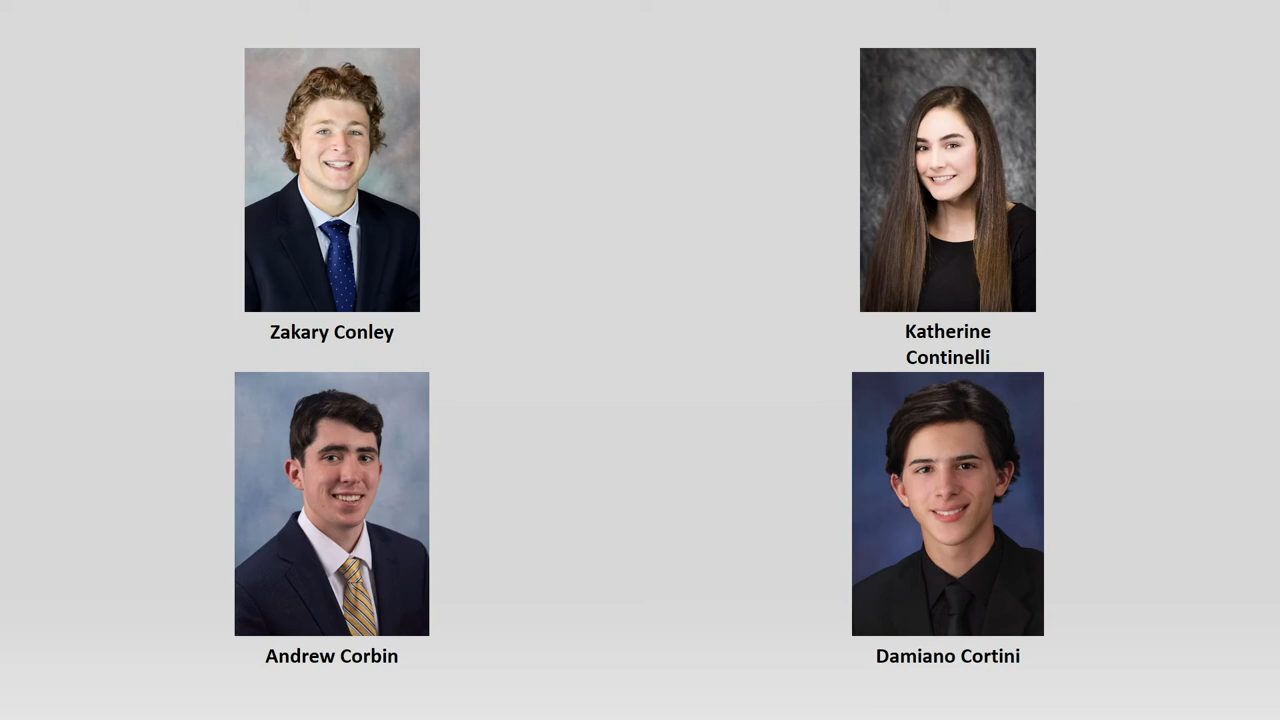 Zakary Conley
Katherine
Continelli
Andrew Corbin
Damiano Cortini